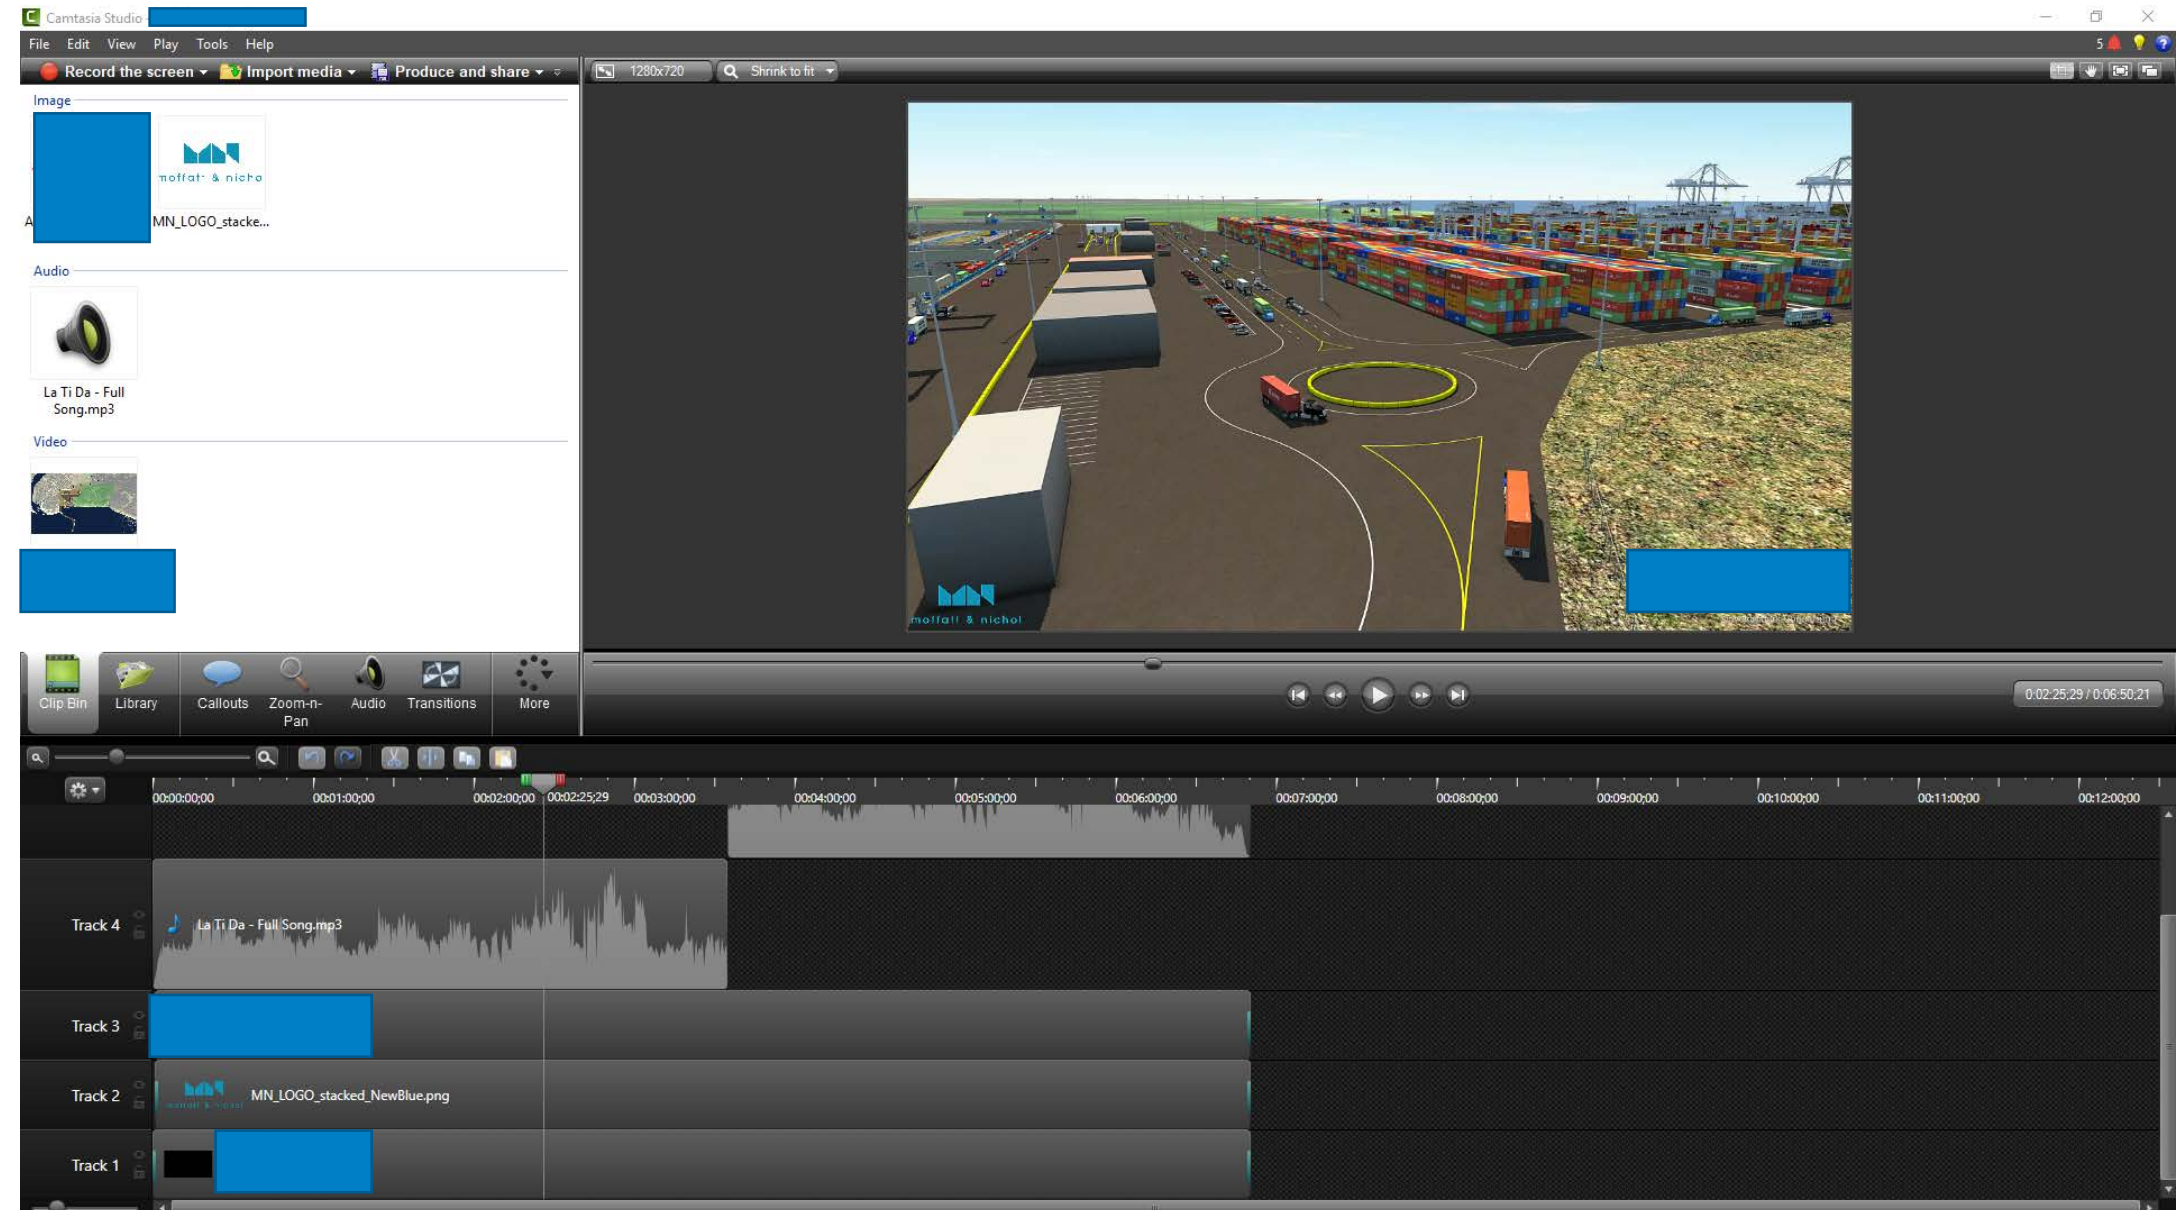 Camtasia Studio -
File Edit View Play Tools Help
5
Record the screen Import media Produce and share
1280x720 Shrink to fit
Image
moffatt & nicho
A
MN_LOGO_stacke...
Audio
La Ti Da - Full
Song.mp3
Video
moffatt & nichol
Clip Bin Library Callouts Zoom-n-
Pan Audio Transitions More
0:02:25;29 / 0:06:50;21
00:00:00;00 00:01:00;00 00:02:00;00 00:02:25;29 00:03:00;00 00:04:00;00 00:05:00;00 00:06:00;00 00:07:00;00 00:08:00;00 00:09:00;00 00:10:00;00 00:11:00;00 00:12:00;00
Track 4 La Ti Da - Full Song.mp3
Track 3
Track 2 moffatt & nichol MN_LOGO_stacked_NewBlue.png
Track 1